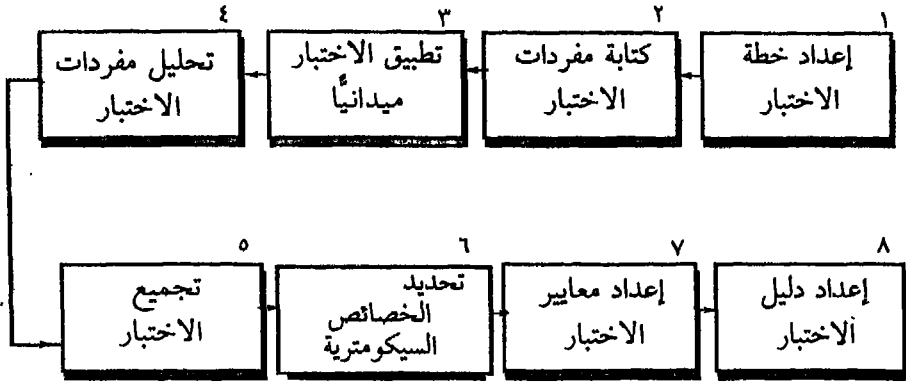 ١
إعداد خطة
الاختبار
٢
كتابة مفردات
الاختبار
٣
تطبيق الاختبار
ميدانيًّا
٤
تحليل مفردات
الاختبار
٥
تجميع
الاختبار
٦
تحديد
الخصائص
السيكومترية
٧
إعداد معايير
الاختبار
٨
إعداد دليل
الاختبار